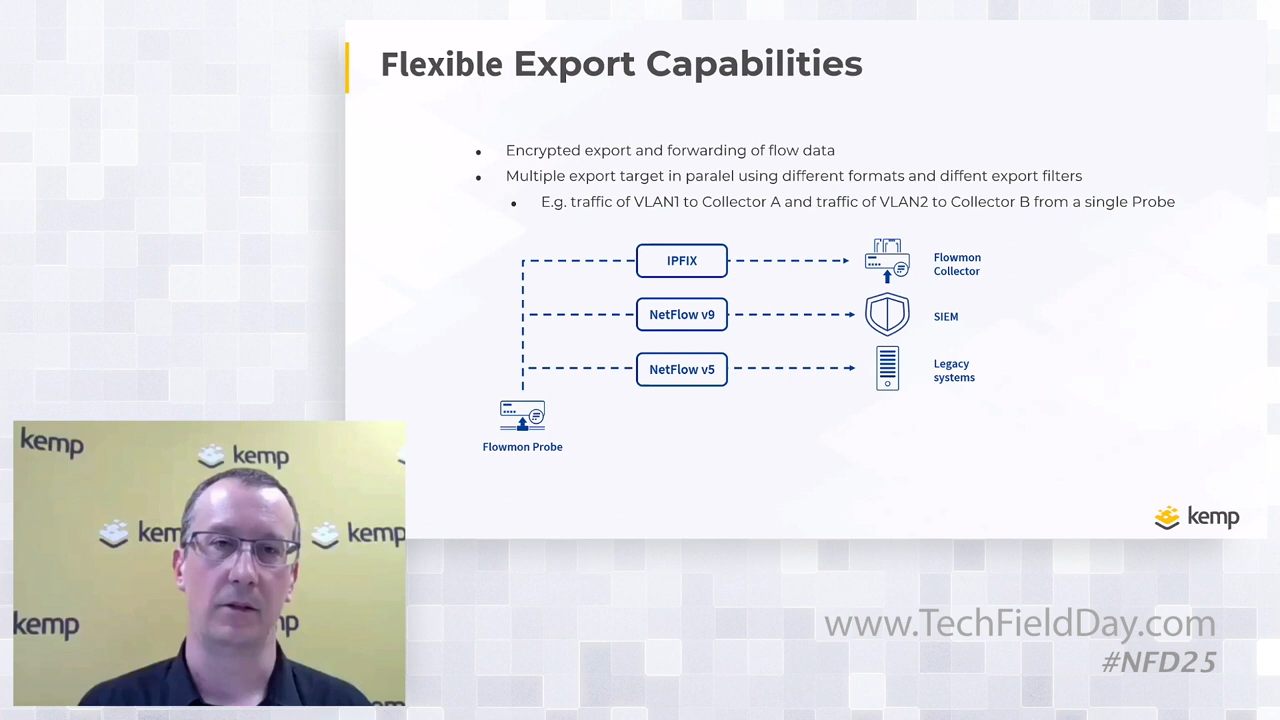 Flexible Export Capabilities
• Encrypted export and forwarding of flow data
• Multiple export target in paralel using different formats and diffent export filters
• E.g. traffic of VLAN1 to Collector A and traffic of VLAN2 to Collector B from a single Probe
IPFIX
Flowmon
Collector
NetFlow v9
SIEM
NetFlow v5
Legacy
systems
Flowmon Probe
kemp
kemp
kemp
kem
kemp
kemp
www.TechFieldDay.com
#NFD25